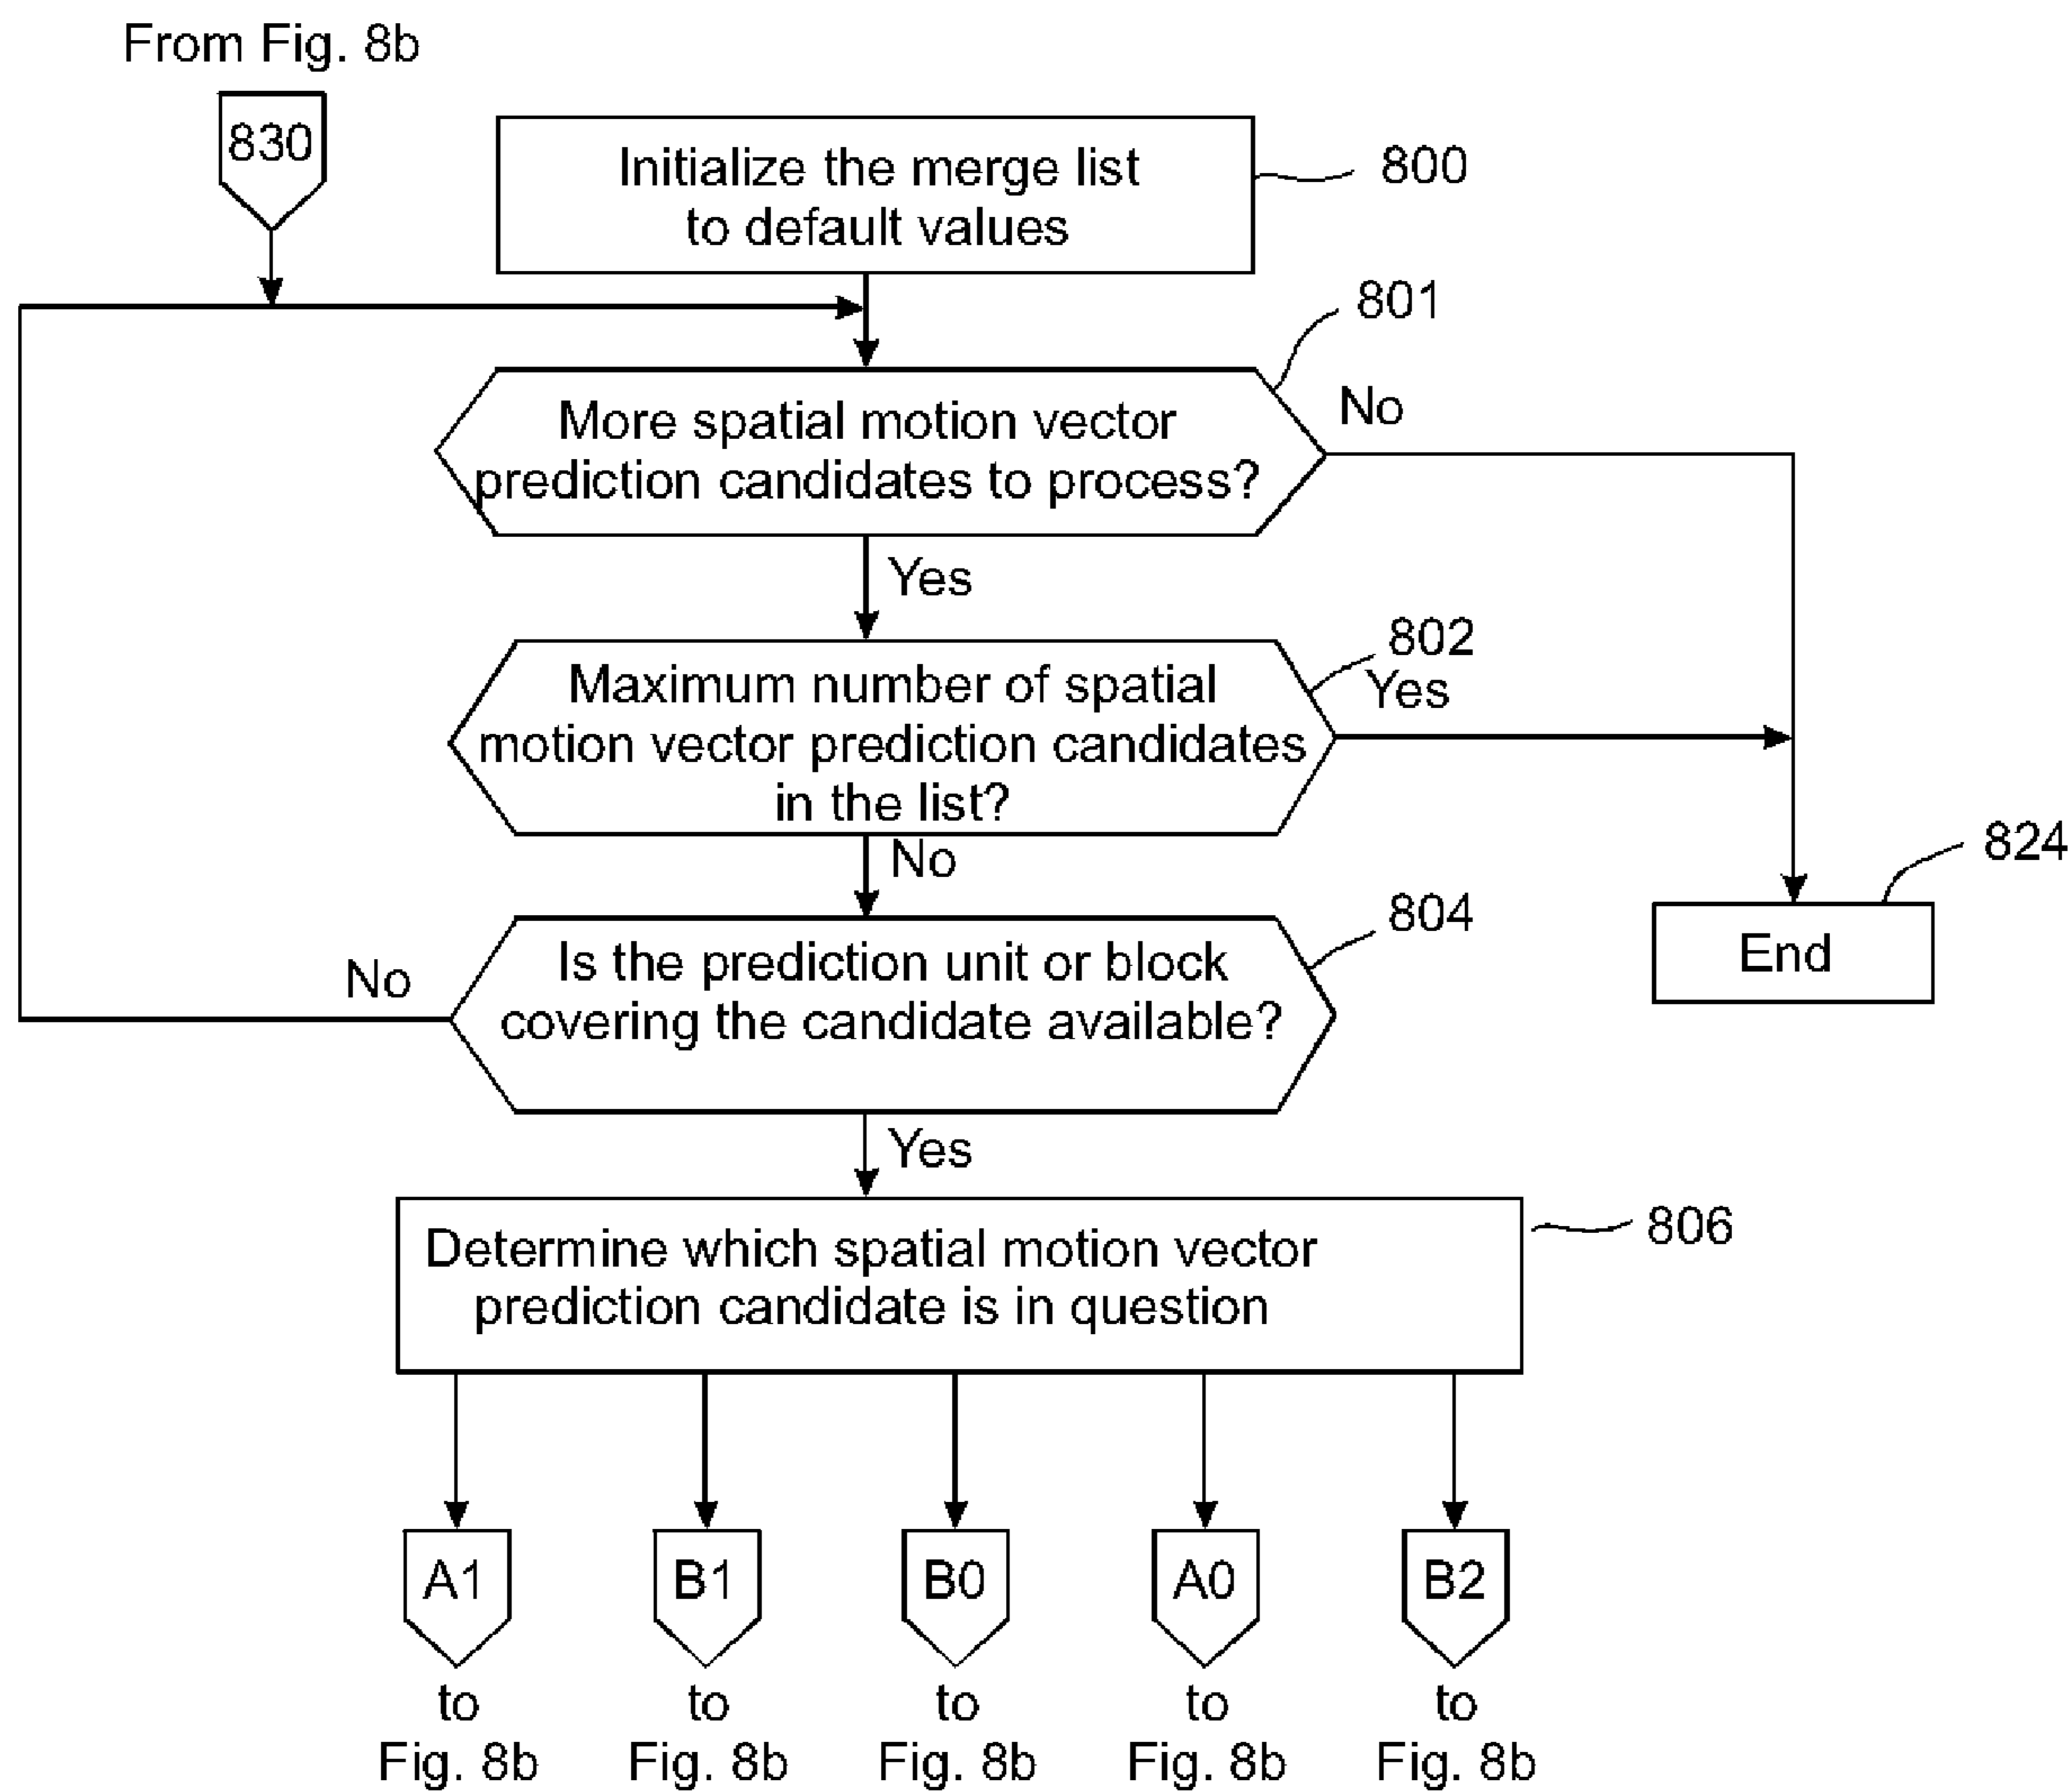 From Fig. 8b
830
Initialize the merge list
to default values
800
801
More spatial motion vector
prediction candidates to process?
No
Yes
802
Maximum number of spatial
motion vector prediction candidates
in the list?
Yes
No
824
End
804
Is the prediction unit or block
covering the candidate available?
No
Yes
806
Determine which spatial motion vector
prediction candidate is in question
A1
B1
B0
A0
B2
to
Fig. 8b
to
Fig. 8b
to
Fig. 8b
to
Fig. 8b
to
Fig. 8b